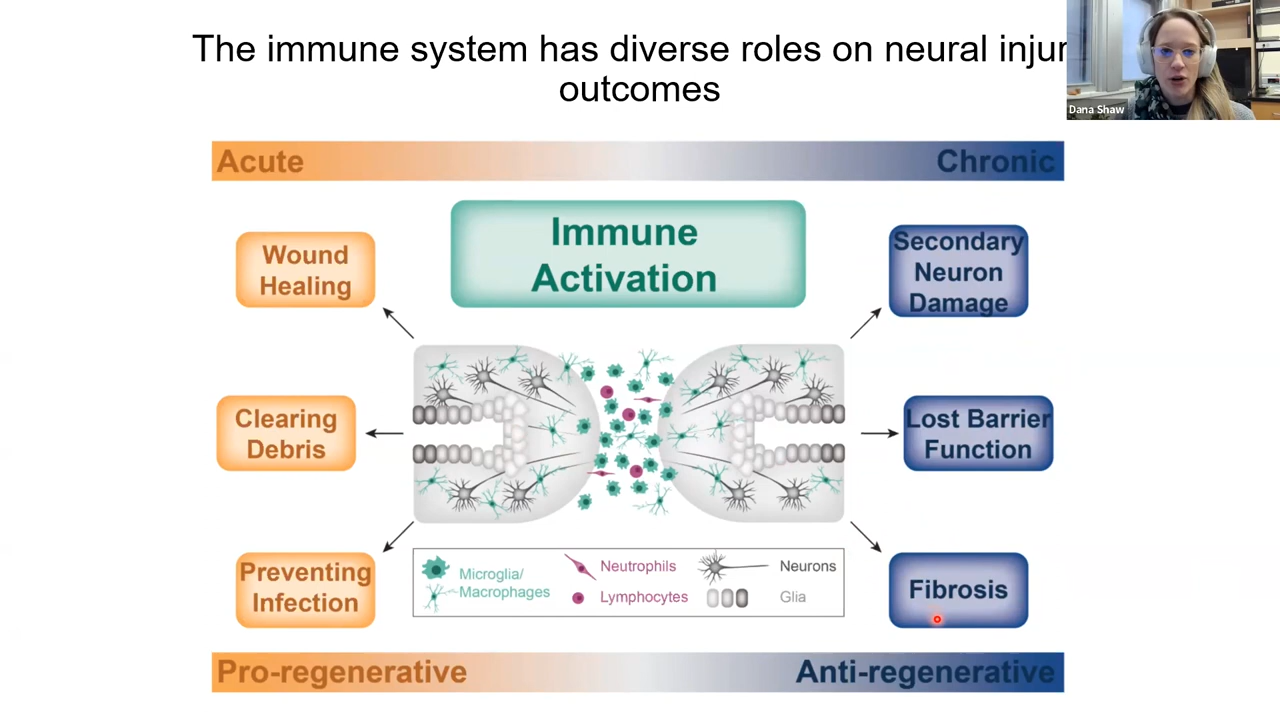 The immune system has diverse roles on neural injur
outcomes
Dana Shaw
Acute
Chronic
Immune
Activation
Wound
Healing
Secondary
Neuron
Damage
Clearing
Debris
Lost Barrier
Function
Preventing
Infection
Fibrosis
Microglia/
Macrophages
Neutrophils
Lymphocytes
Neurons
Glia
Pro-regenerative
Anti-regenerative